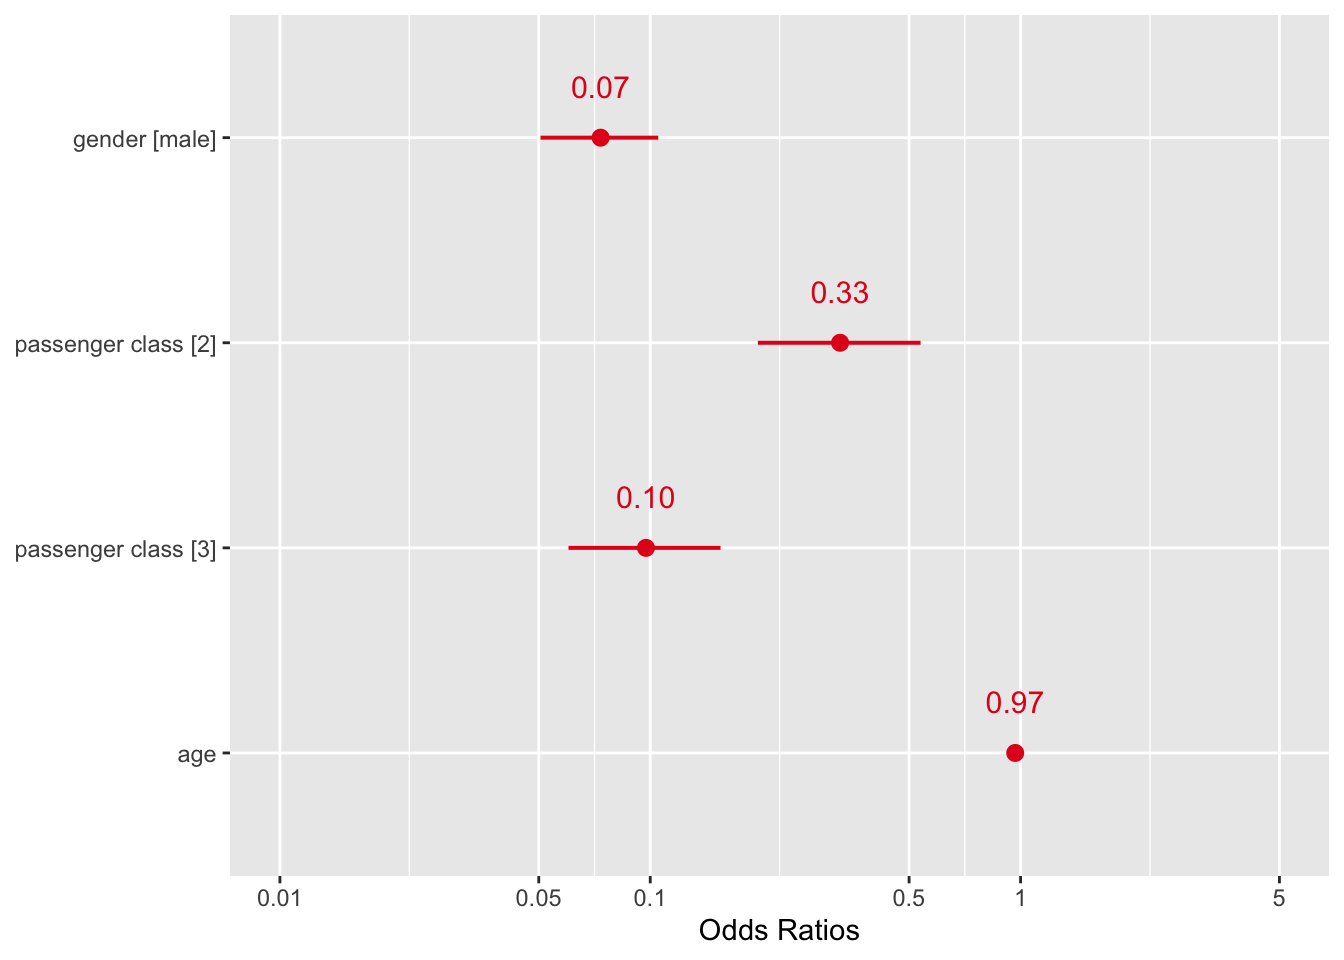 0.07
gender [male]
0.33
passenger class [2]
0.10
passenger class [3]
0.97
age
0.01 0.05 0.1 0.5 1 5
Odds Ratios